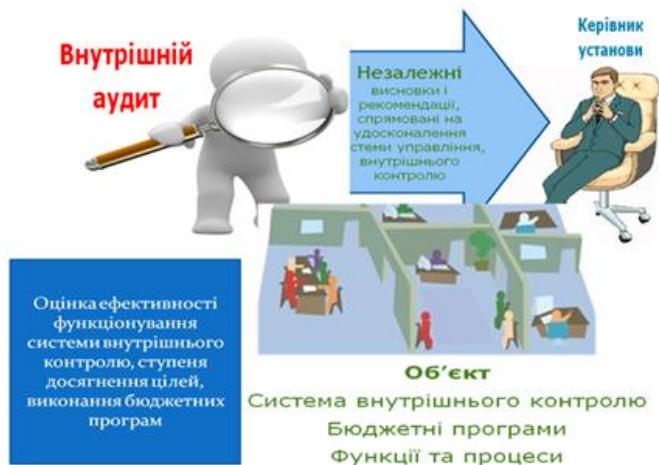 Внутрішній
аудит
Незалежні
висновки і
рекомендації,
спрямовані на
удосконалення
стеми управління,
внутрішнього
контролю
Керівник
установи
Оцінка ефективності
функціонування
системи внутрішнього
контролю, ступеня
досягнення цілей,
виконання бюджетних
програм
Об’єкт
Система внутрішнього контролю
Бюджетні програми
Функції та процеси